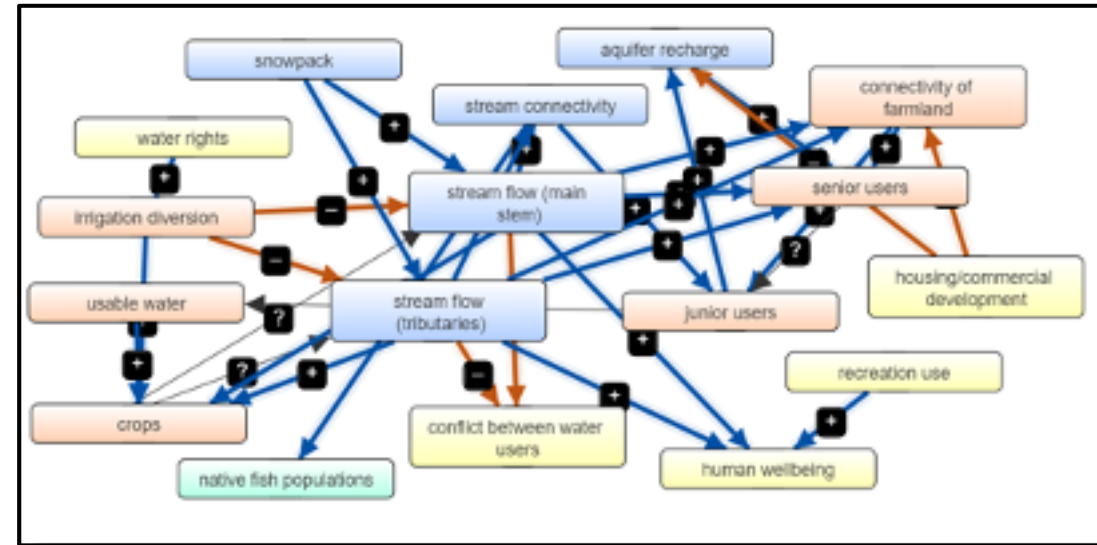 snowpack
aquifer recharge
connectivity of
farmland
stream connectivity
water rights
+
+
+
+
+
+
+
stream flow (main
stem)
senior users
irrigation diversion
−
+
+
+
+
−
?
housing/commercial
development
usable water
stream flow
(tributaries)
junior users
?
+
+
?
+
−
recreation use
+
+
crops
conflict between water
users
human wellbeing
native fish populations